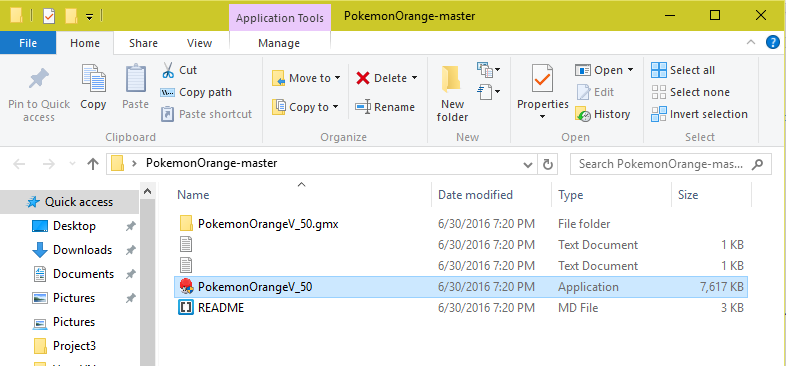 Application Tools PokemonOrange-master
File Home Share View Manage
Pin to Quick access
Copy
Paste
Cut
Copy path
Paste shortcut
Clipboard
Move to
Copy to
Delete
Rename
Organize
New folder
New
Properties
Open
Edit
History
Open
Select all
Select none
Invert selection
Select
PokemonOrange-master
Search PokemonOrange-mas...
Name Date modified Type Size
Quick access
Desktop
Downloads
Documents
Pictures
Pictures
Project3
PokemonOrangeV_50.gmx 6/30/2016 7:20 PM File folder
6/30/2016 7:20 PM Text Document 1 KB
6/30/2016 7:20 PM Text Document 1 KB
PokemonOrangeV_50 6/30/2016 7:20 PM Application 7,617 KB
README 6/30/2016 7:20 PM MD File 3 KB